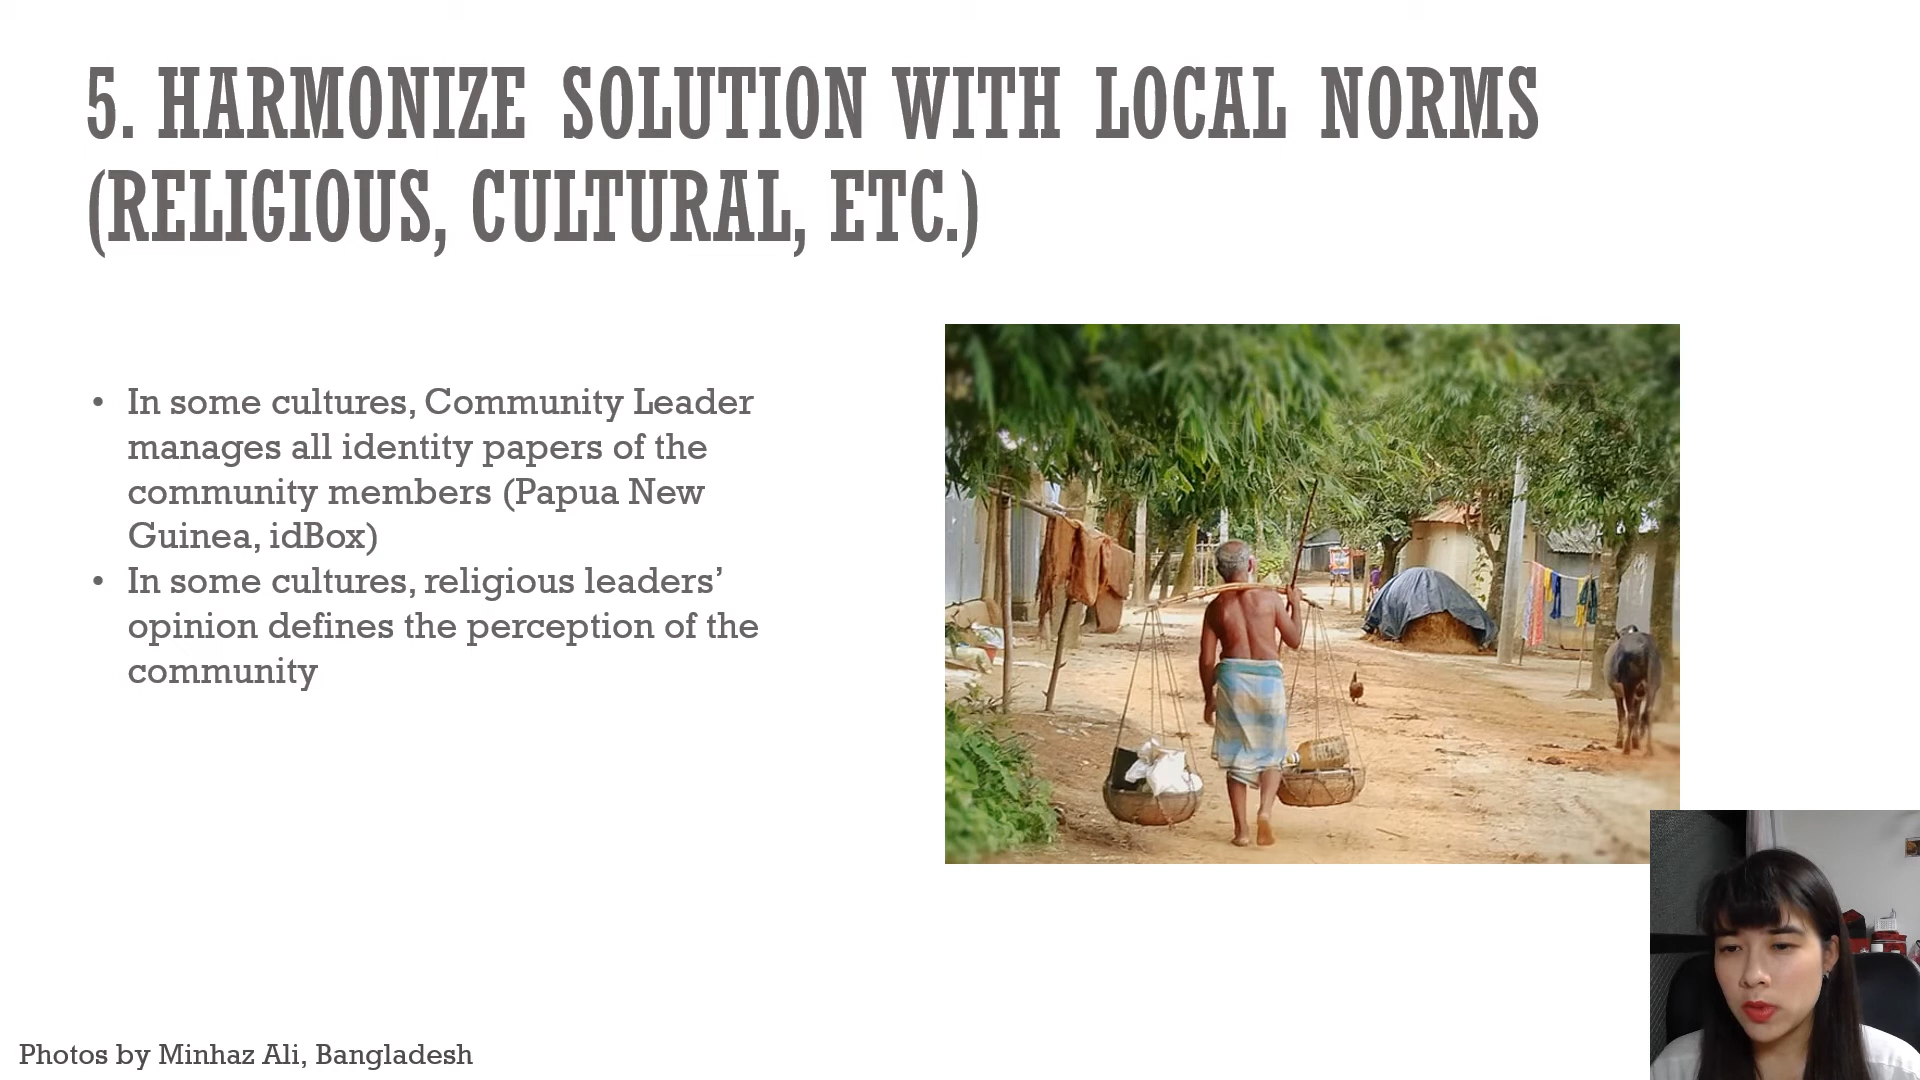 5. HARMONIZE SOLUTION WITH LOCAL NORMS
(RELIGIOUS, CULTURAL, ETC.)
• In some cultures, Community Leader
manages all identity papers of the
community members (Papua New
Guinea, idBox)
• In some cultures, religious leaders’
opinion defines the perception of the
community
Photos by Minhaz Ali, Bangladesh